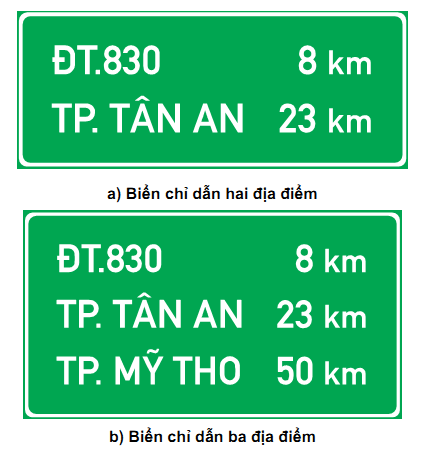 ĐT.830 8 km
TP. TÂN AN 23 km
a) Biển chỉ dẫn hai địa điểm
ĐT.830 8 km
TP. TÂN AN 23 km
TP. MỸ THO 50 km
b) Biển chỉ dẫn ba địa điểm